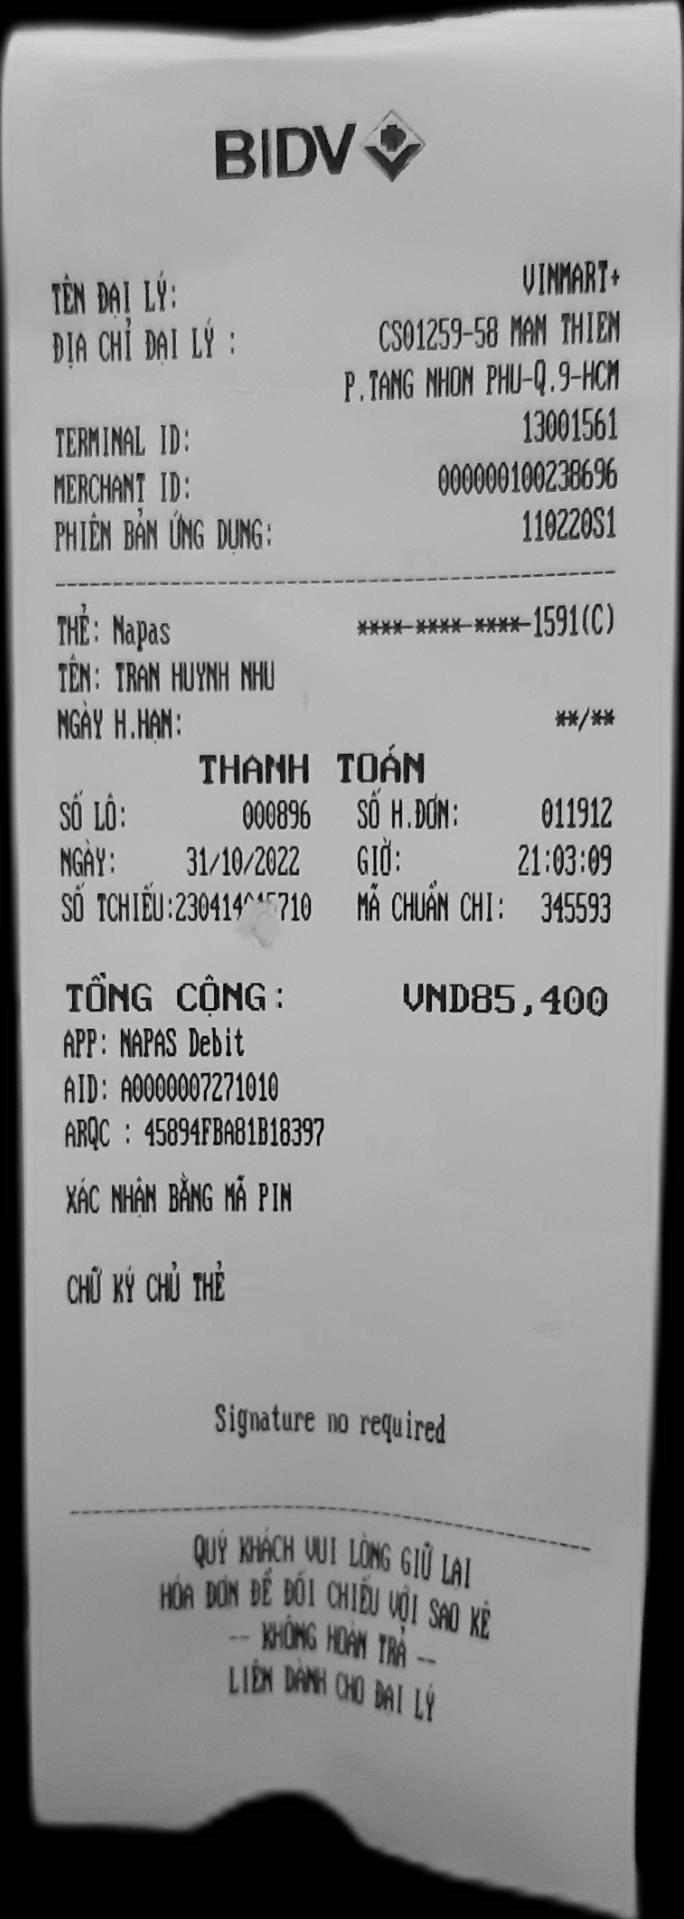 BIDV
TÊN ĐẠI LÝ: VINMART+
ĐỊA CHỈ ĐẠI LÝ : CS01259-58 MAN THIEN
P.TANG NHON PHU-Q.9-HCM
TERMINAL ID: 13001561
MERCHANT ID: 000000100238696
PHIÊN BẢN ỨNG DỤNG: 110220S1
THẺ: Napas ****-****-****-1591(C)
TÊN: TRAN HUYNH NHU
NGÀY H.HẠN: **/**
THANH TOÁN
SỐ LÔ: 000896 SỐ H.ĐƠN: 011912
NGÀY: 31/10/2022 GIỜ: 21:03:09
SỐ TCHIẾU: MÃ CHUẨN CHI: 345593
TỔNG CỘNG: VND85,400
APP: NAPAS Debit
AID: A0000007271010
ARQC : 45894FBA81B18397
XÁC NHẬN BẰNG MÃ PIN
CHỮ KÝ CHỦ THẺ
Signature no required
QUÝ KHÁCH VUI LÒNG GIỮ LẠI
HÓA ĐƠN ĐỂ ĐỐI CHIẾU VỚI SAO KÊ
-- KHÔNG HOÀN TRẢ --
LIÊN DÀNH CHO ĐẠI LÝ